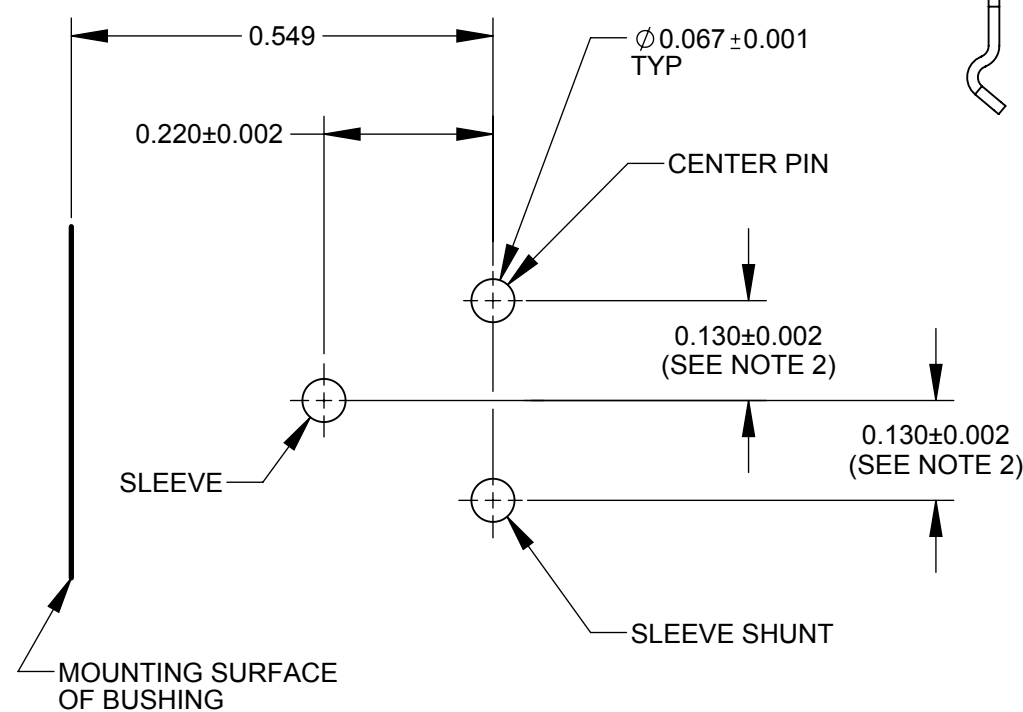 0.549
⌀0.067±0.001
TYP
0.220±0.002
CENTER PIN
0.130±0.002
(SEE NOTE 2)
0.130±0.002
(SEE NOTE 2)
SLEEVE
SLEEVE SHUNT
MOUNTING SURFACE
OF BUSHING